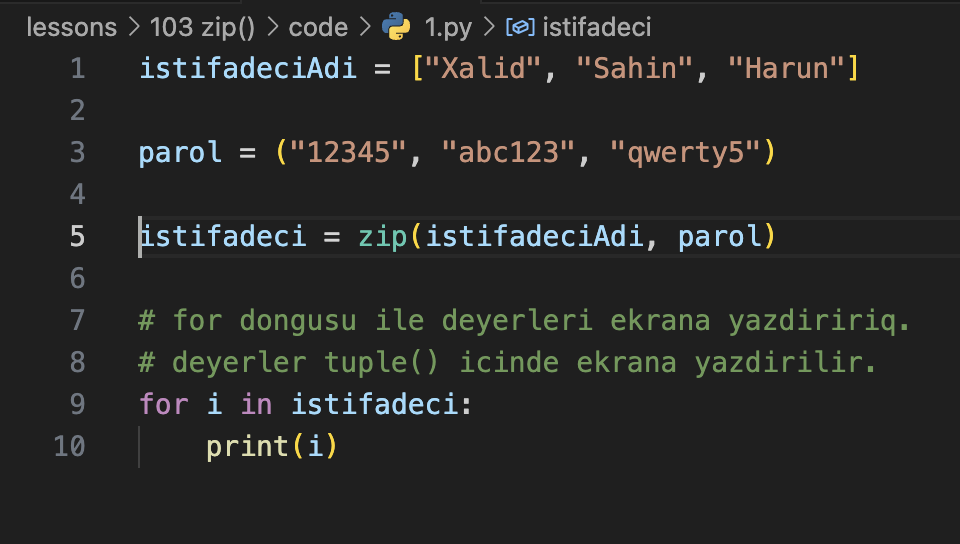 lessons > 103 zip() > code > 1.py > istifadeci
1 istifadeciAdi = ["Xalid", "Sahin", "Harun"]
2
3 parol = ("12345", "abc123", "qwerty5")
4
5 istifadeci = zip(istifadeciAdi, parol)
6
7 # for dongusu ile deyerleri ekrana yazdiririq.
8 # deyerler tuple() icinde ekrana yazdirilir.
9 for i in istifadeci:
10     print(i)